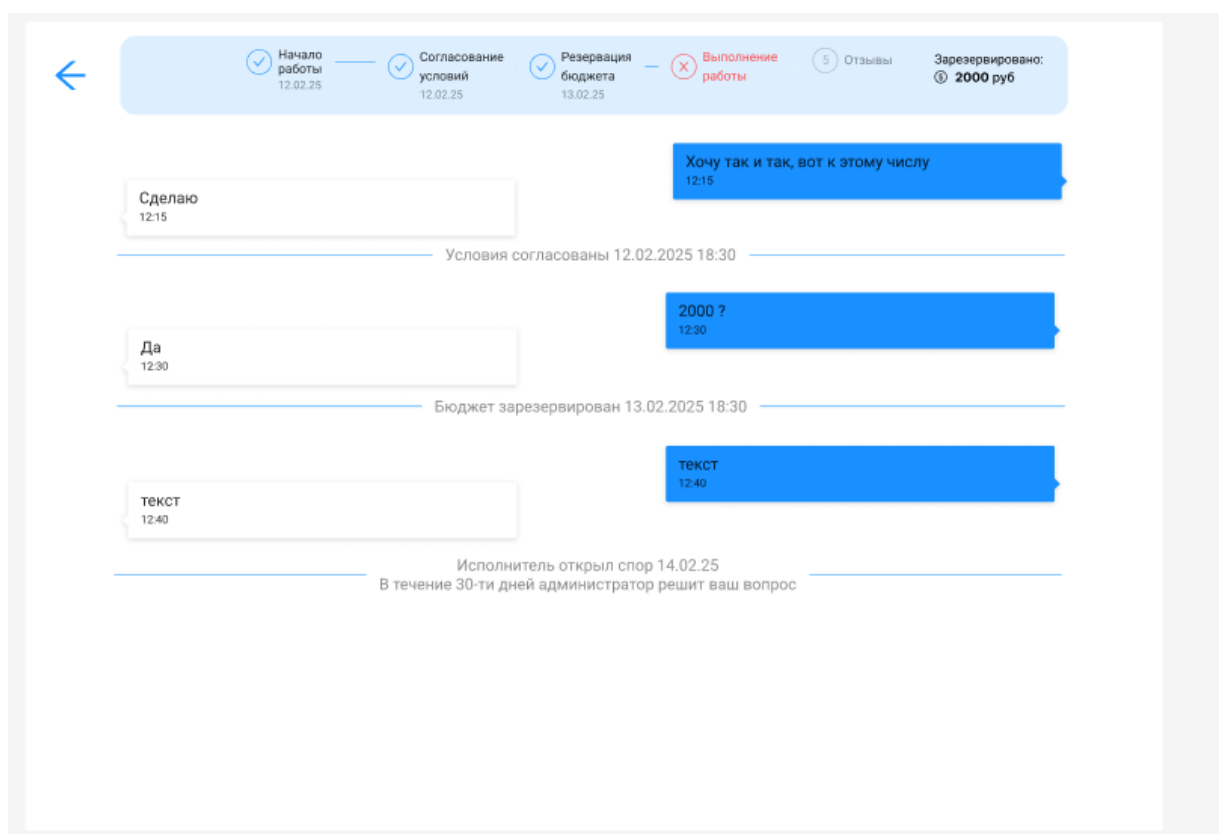 Начало
работы
12.02.25
Согласование
условий
12.02.25
Резервация
бюджета
13.02.25
Выполнение
работы
5 Отзывы
Зарезервировано:
2000 руб
Хочу так и так, вот к этому числу
12:15
Сделаю
12:15
Условия согласованы 12.02.2025 18:30
2000 ?
12:30
Да
12:30
Бюджет зарезервирован 13.02.2025 18:30
текст
12:40
текст
12:40
Исполнитель открыл спор 14.02.25
В течение 30-ти дней администратор решит ваш вопрос